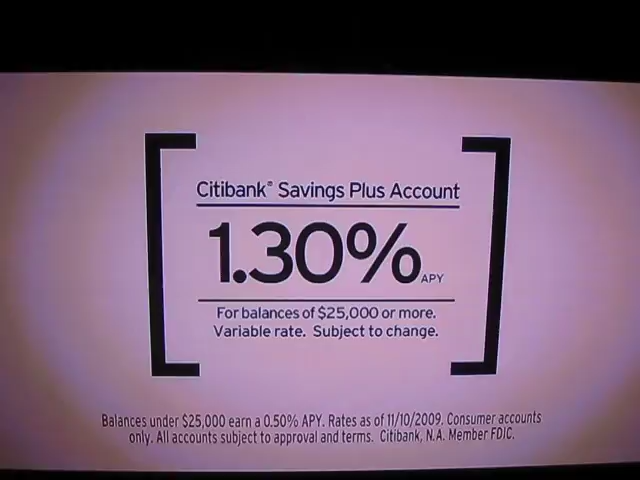 Citibank® Savings Plus Account
1.30% APY
For balances of $25,000 or more.
Variable rate. Subject to change.
Balances under $25,000 earn a 0.50% APY. Rates as of 11/10/2009. Consumer accounts
only. All accounts subject to approval and terms. Citibank, N.A. Member FDIC.